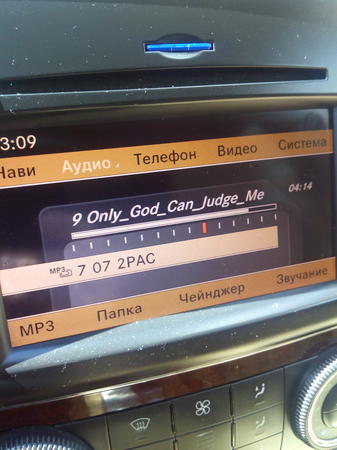 3:09
Нави Аудио Телефон Видео Система
9 Only_God_Can_Judge_Me
04:14
MP3 7 07 2PAC
MP3 Папка Чейнджер Звучание